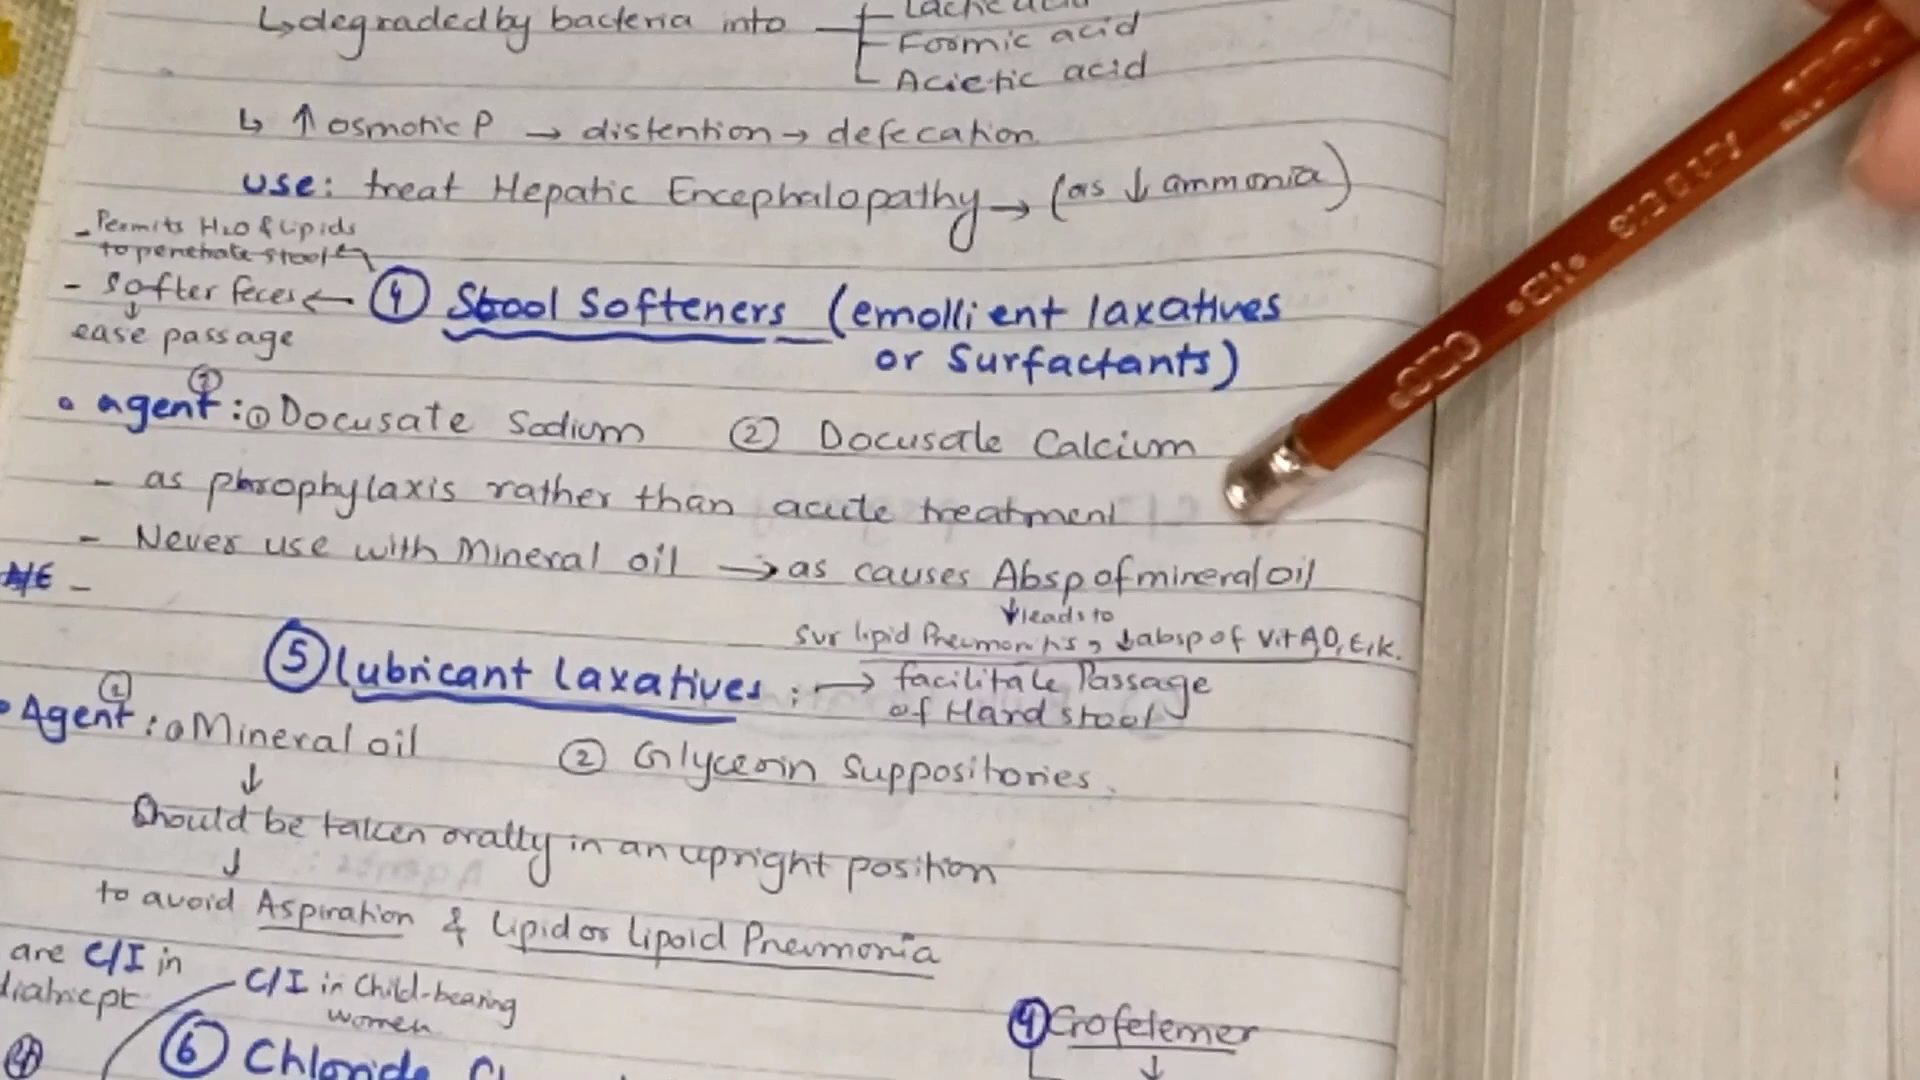 ↳degraded by bacteria into
Foomic acid
Acietic acid
↳ ↑ osmotic P → distention → defecation
use: treat Hepatic Encephalopathy → (as ↓ ammonia)
- Permits H2O & Lipids
to penetrate stool
- Softer feces ← ④ Stool Softeners (emollient laxatives
↓
ease passage
or Surfactants)
• agent: ① Docusate Sodium ② Docusate Calcium
- as phrophylaxis rather than acute treatment
- Never use with Mineral oil → as causes Absp of mineral oil
A/E -
↓ leads to
lipid Pneumonitis, ↓absp of Vit A,D,E,K.
⑤ lubricant laxatives: → facilitate Passage
of Hard stool
• Agent: Mineral oil ② Glycerin Suppositories.
↓
Should be taken orally in an upright position
↓
to avoid Aspiration & Lipid or lipoid Pneumonia
are C/I in
C/I in Child-bearing
women
④ Crofelemer
↓
⑥ Chloride